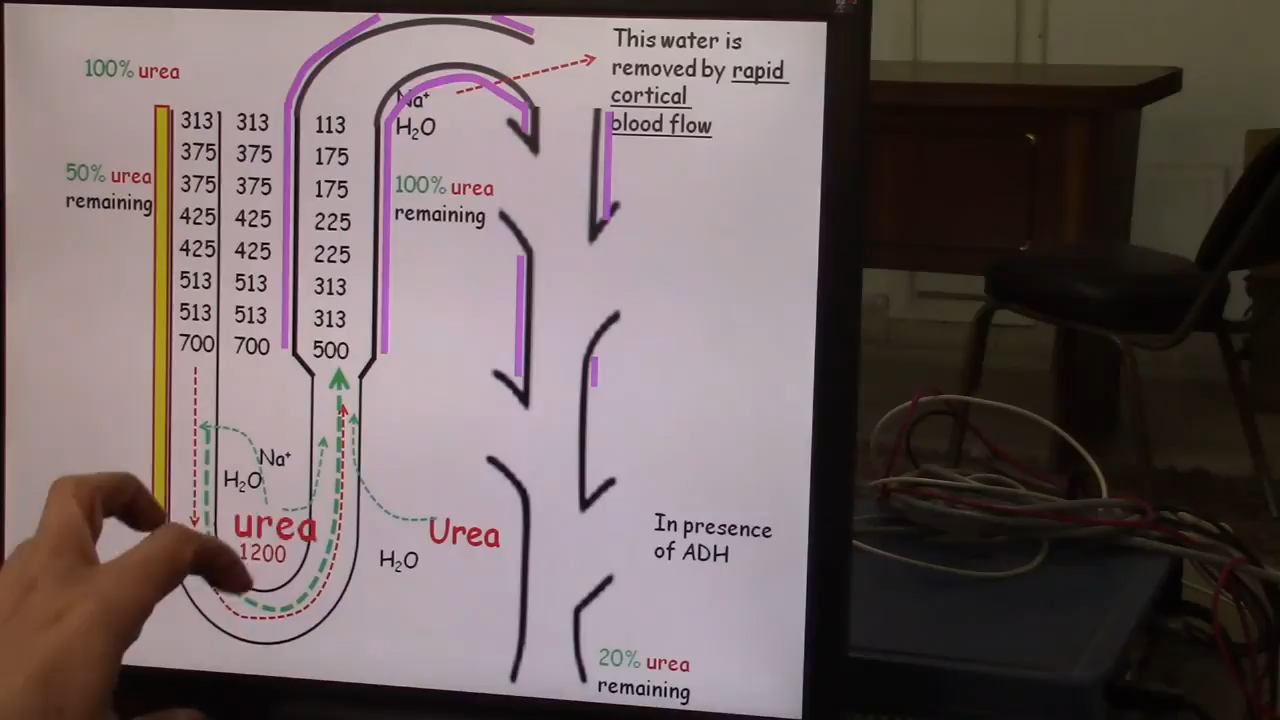 100% urea
This water is
removed by rapid
cortical
blood flow
50% urea
remaining
313 313 113
375 375 175
375 375 175
425 425 225
425 425 225
513 513 313
513 513 313
700 700 500
Na⁺
H₂O
100% urea
remaining
Na⁺
H₂O
urea
1200
Urea
H₂O
In presence
of ADH
20% urea
remaining